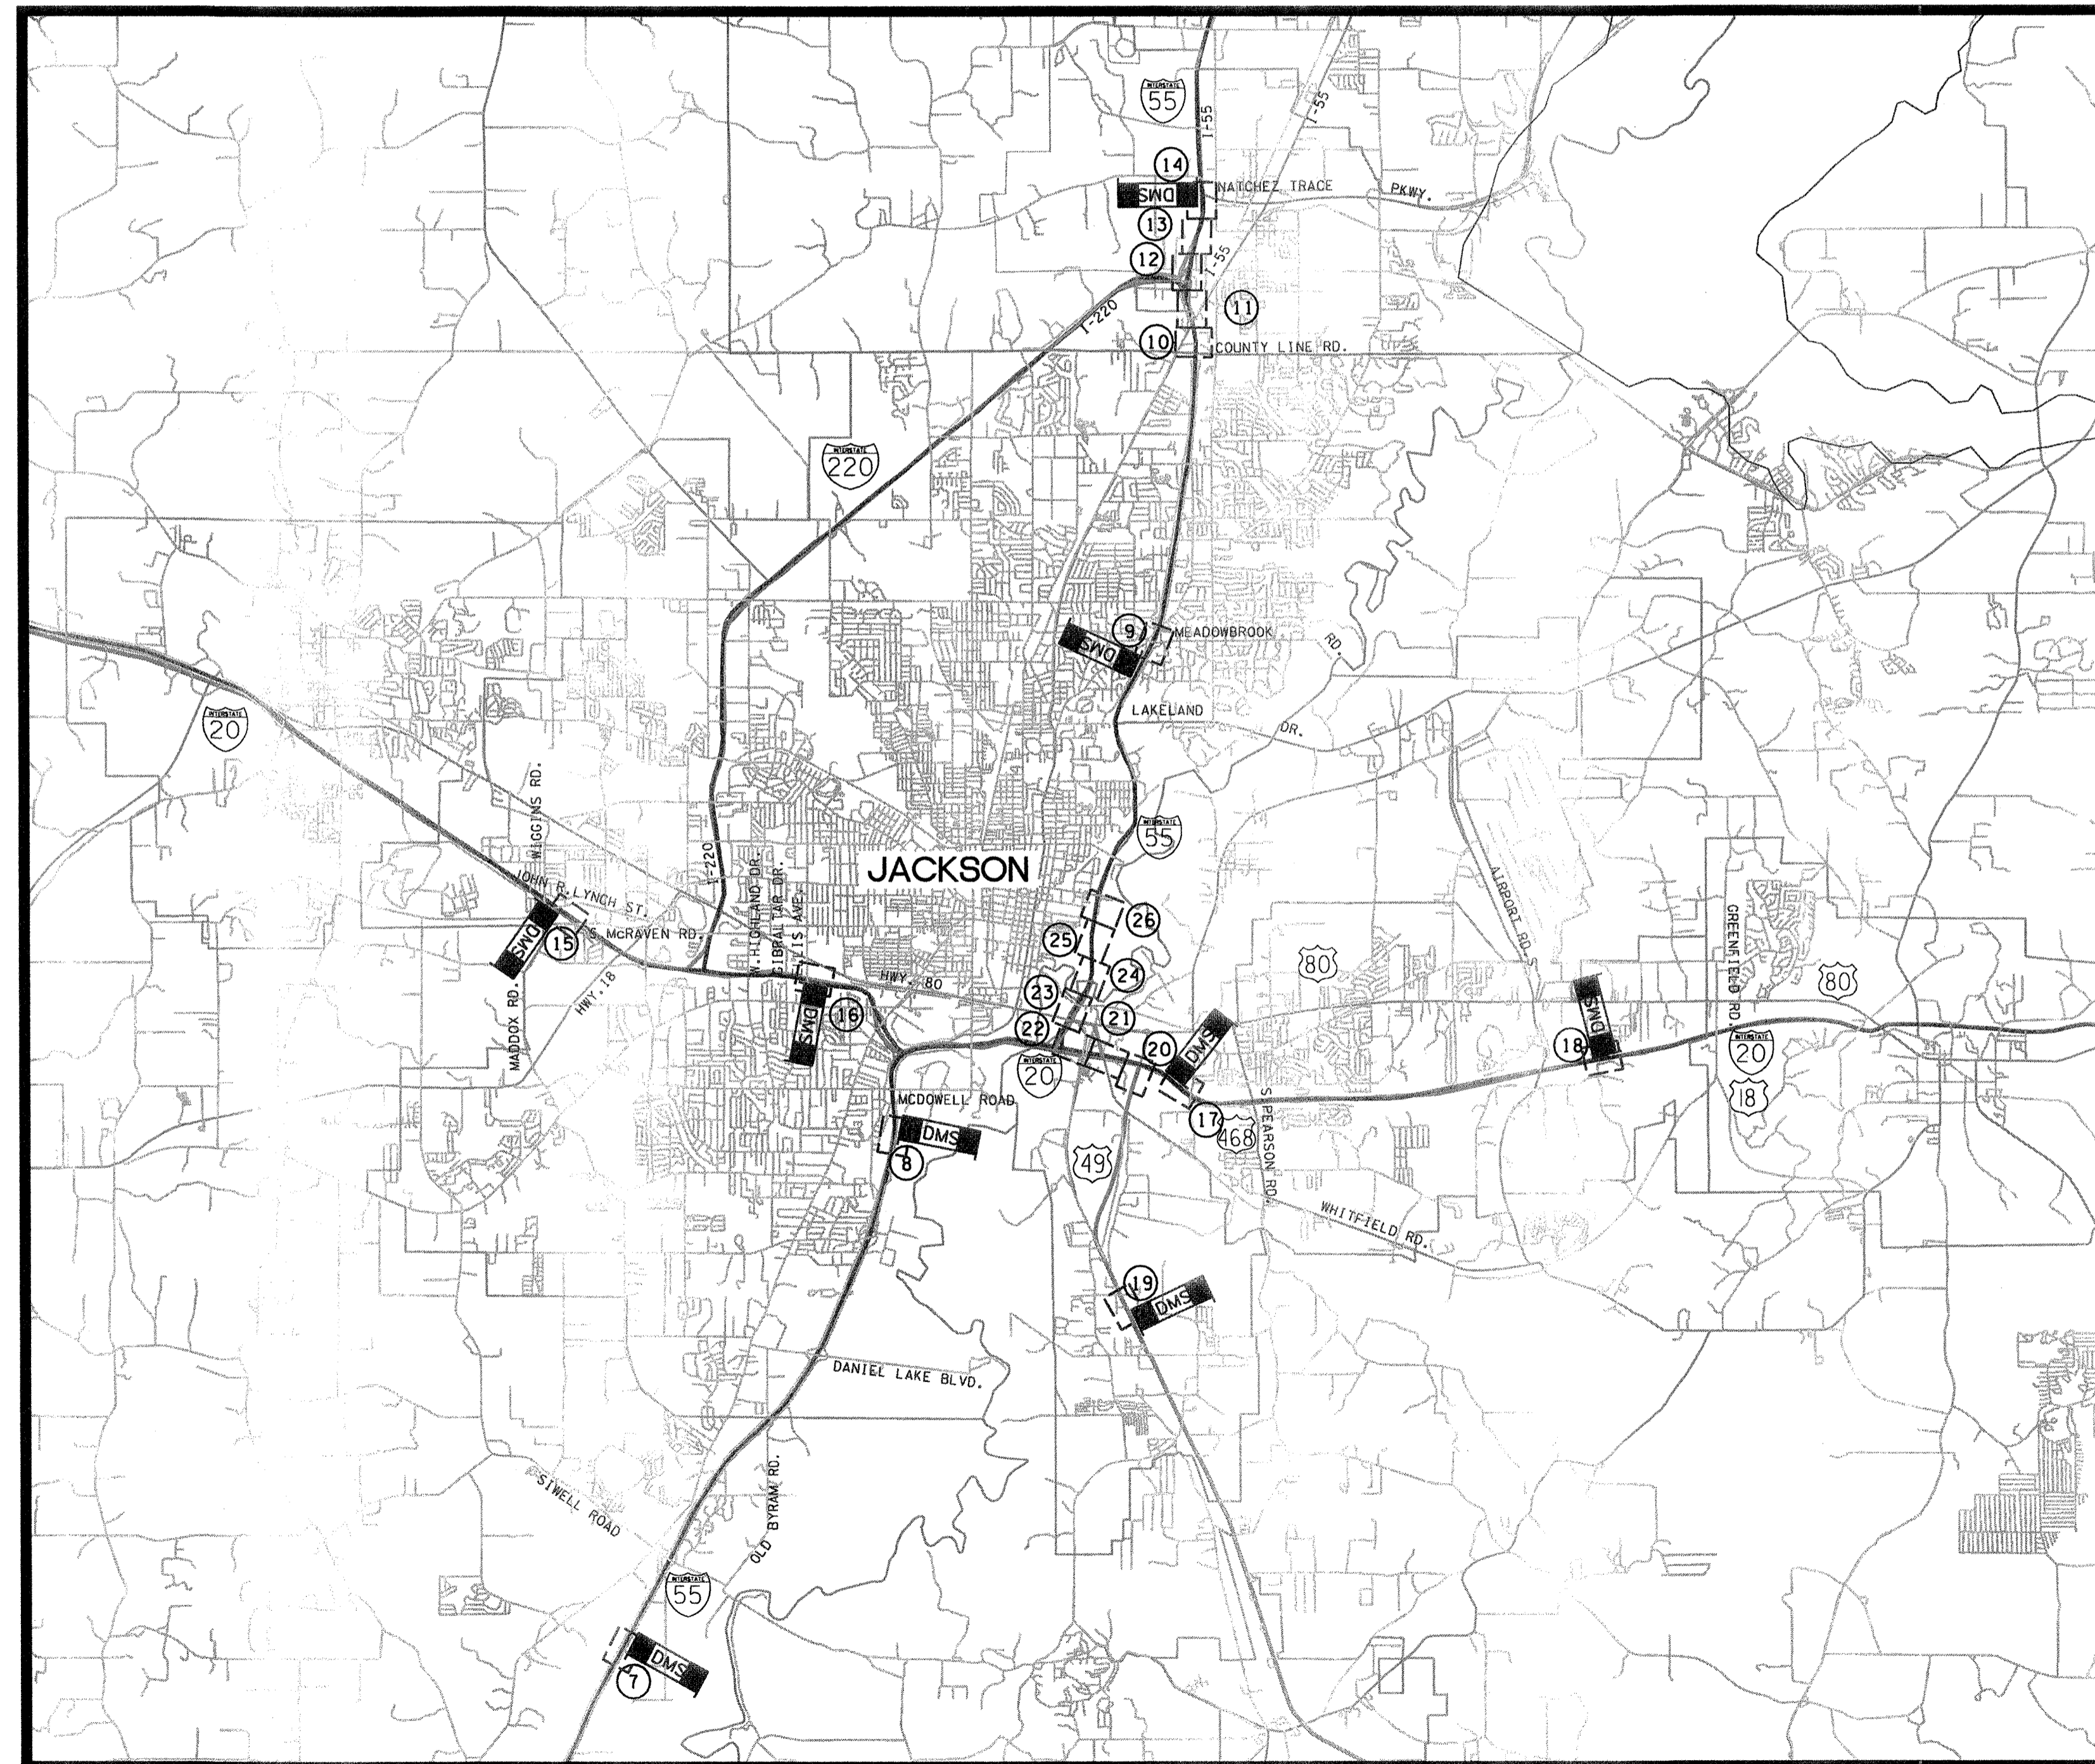 INTERSTATE
55
I-55
I-55
14
DMS
NATCHEZ TRACE
PKWY.
13
12
I-55
I-220
11
10
COUNTY LINE RD.
INTERSTATE
220
9
DMS
MEADOWBROOK
RD.
LAKELAND
DR.
INTERSTATE
20
WIGGINS RD.
INTERSTATE
55
I-220
JACKSON
JOHN R. LYNCH ST.
W. HIGHLAND DR.
GIBRALTAR DR.
AIRPORT RD. S
GREENFIELD RD.
26
DMS
15
S. McRAVEN RD.
25
MADDOX RD.
HWY. 18
HWY. 80
24
80
80
23
DMS
16
22
21
DMS
18
20
DMS
INTERSTATE
20
INTERSTATE
20
18
MCDOWELL ROAD
DMS
8
17
468
S. PEARSON RD.
49
WHITFIELD RD.
19
DMS
DANIEL LAKE BLVD.
SIWELL ROAD
OLD BYRAM RD.
INTERSTATE
55
DMS
7